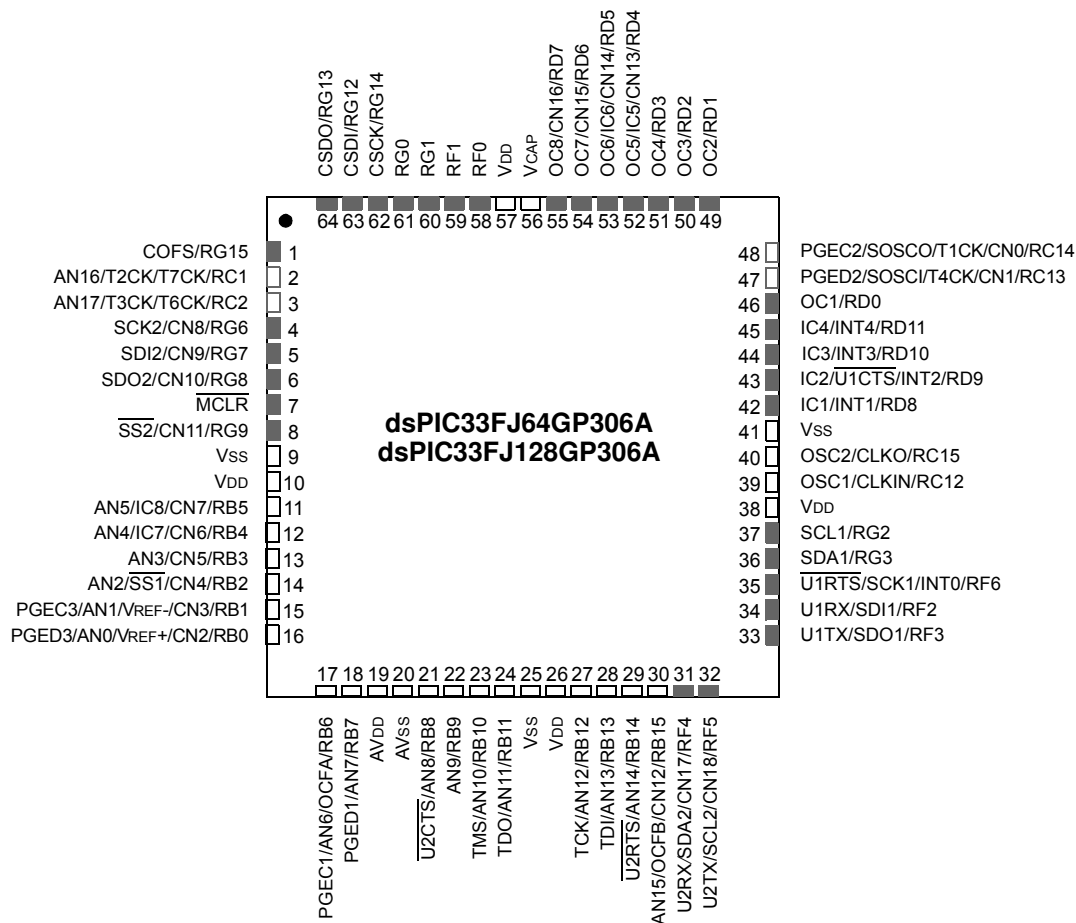 CSDO/RG13
CSDI/RG12
CSCK/RG14
RG0
RG1
RF1
RF0
VDD
VCAP
OC8/CN16/RD7
OC7/CN15/RD6
OC6/IC6/CN14/RD5
OC5/IC5/CN13/RD4
OC4/RD3
OC3/RD2
OC2/RD1
64 63 62 61 60 59 58 57 56 55 54 53 52 51 50 49
COFS/RG15 1
AN16/T2CK/T7CK/RC1 2
AN17/T3CK/T6CK/RC2 3
SCK2/CN8/RG6 4
SDI2/CN9/RG7 5
SDO2/CN10/RG8 6
MCLR 7
SS2/CN11/RG9 8
VSS 9
VDD 10
AN5/IC8/CN7/RB5 11
AN4/IC7/CN6/RB4 12
AN3/CN5/RB3 13
AN2/SS1/CN4/RB2 14
PGEC3/AN1/VREF-/CN3/RB1 15
PGED3/AN0/VREF+/CN2/RB0 16
dsPIC33FJ64GP306A
dsPIC33FJ128GP306A
48 PGEC2/SOSCO/T1CK/CN0/RC14
47 PGED2/SOSCI/T4CK/CN1/RC13
46 OC1/RD0
45 IC4/INT4/RD11
44 IC3/INT3/RD10
43 IC2/U1CTS/INT2/RD9
42 IC1/INT1/RD8
41 VSS
40 OSC2/CLKO/RC15
39 OSC1/CLKIN/RC12
38 VDD
37 SCL1/RG2
36 SDA1/RG3
35 U1RTS/SCK1/INT0/RF6
34 U1RX/SDI1/RF2
33 U1TX/SDO1/RF3
17 18 19 20 21 22 23 24 25 26 27 28 29 30 31 32
PGEC1/AN6/OCFA/RB6
PGED1/AN7/RB7
AVDD
AVSS
U2CTS/AN8/RB8
AN9/RB9
TMS/AN10/RB10
TDO/AN11/RB11
VSS
VDD
TCK/AN12/RB12
TDI/AN13/RB13
U2RTS/AN14/RB14
AN15/OCFB/CN12/RB15
U2RX/SDA2/CN17/RF4
U2TX/SCL2/CN18/RF5